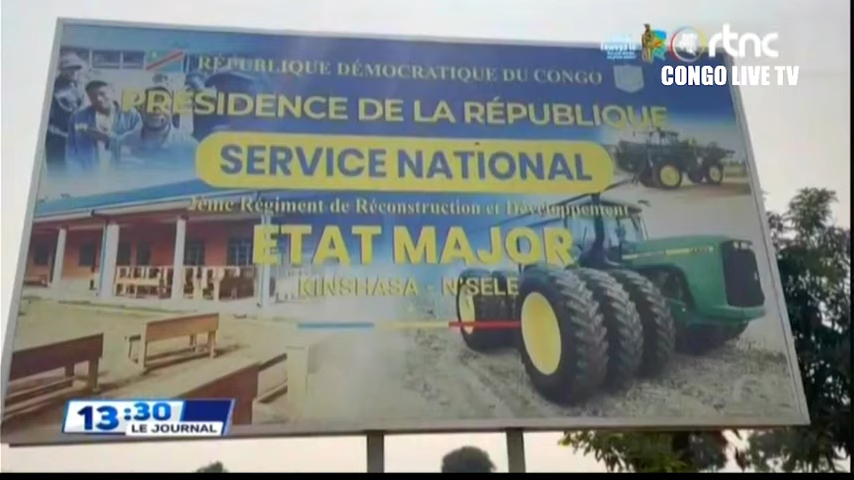 rtnc
CONGO LIVE TV
RÉPUBLIQUE DÉMOCRATIQUE DU CONGO
PRÉSIDENCE DE LA RÉPUBLIQUE
SERVICE NATIONAL
2ème Régiment de Réconstruction et Développement
ETAT MAJOR
KINSHASA - N'SELE
13:30
LE JOURNAL